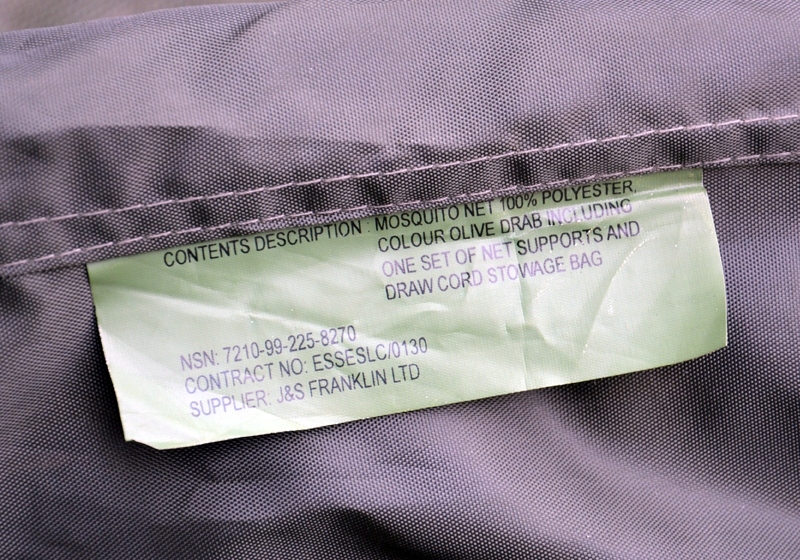 CONTENTS DESCRIPTION : MOSQUITO NET 100% POLYESTER,
COLOUR OLIVE DRAB INCLUDING
ONE SET OF NET SUPPORTS AND
DRAW CORD STOWAGE BAG
NSN: 7210-99-225-8270
CONTRACT NO: ESSESLC/0130
SUPPLIER: J&S FRANKLIN LTD